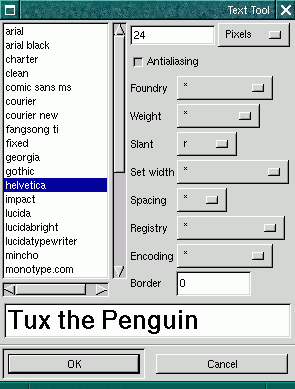 Text Tool
arial
arial black
charter
clean
comic sans ms
courier
courier new
fangsong ti
fixed
georgia
gothic
helvetica
impact
lucida
lucidabright
lucidatypewriter
mincho
monotype.com
24 Pixels
Antialiasing
Foundry *
Weight *
Slant r
Set width *
Spacing *
Registry *
Encoding *
Border 0
Tux the Penguin
OK Cancel